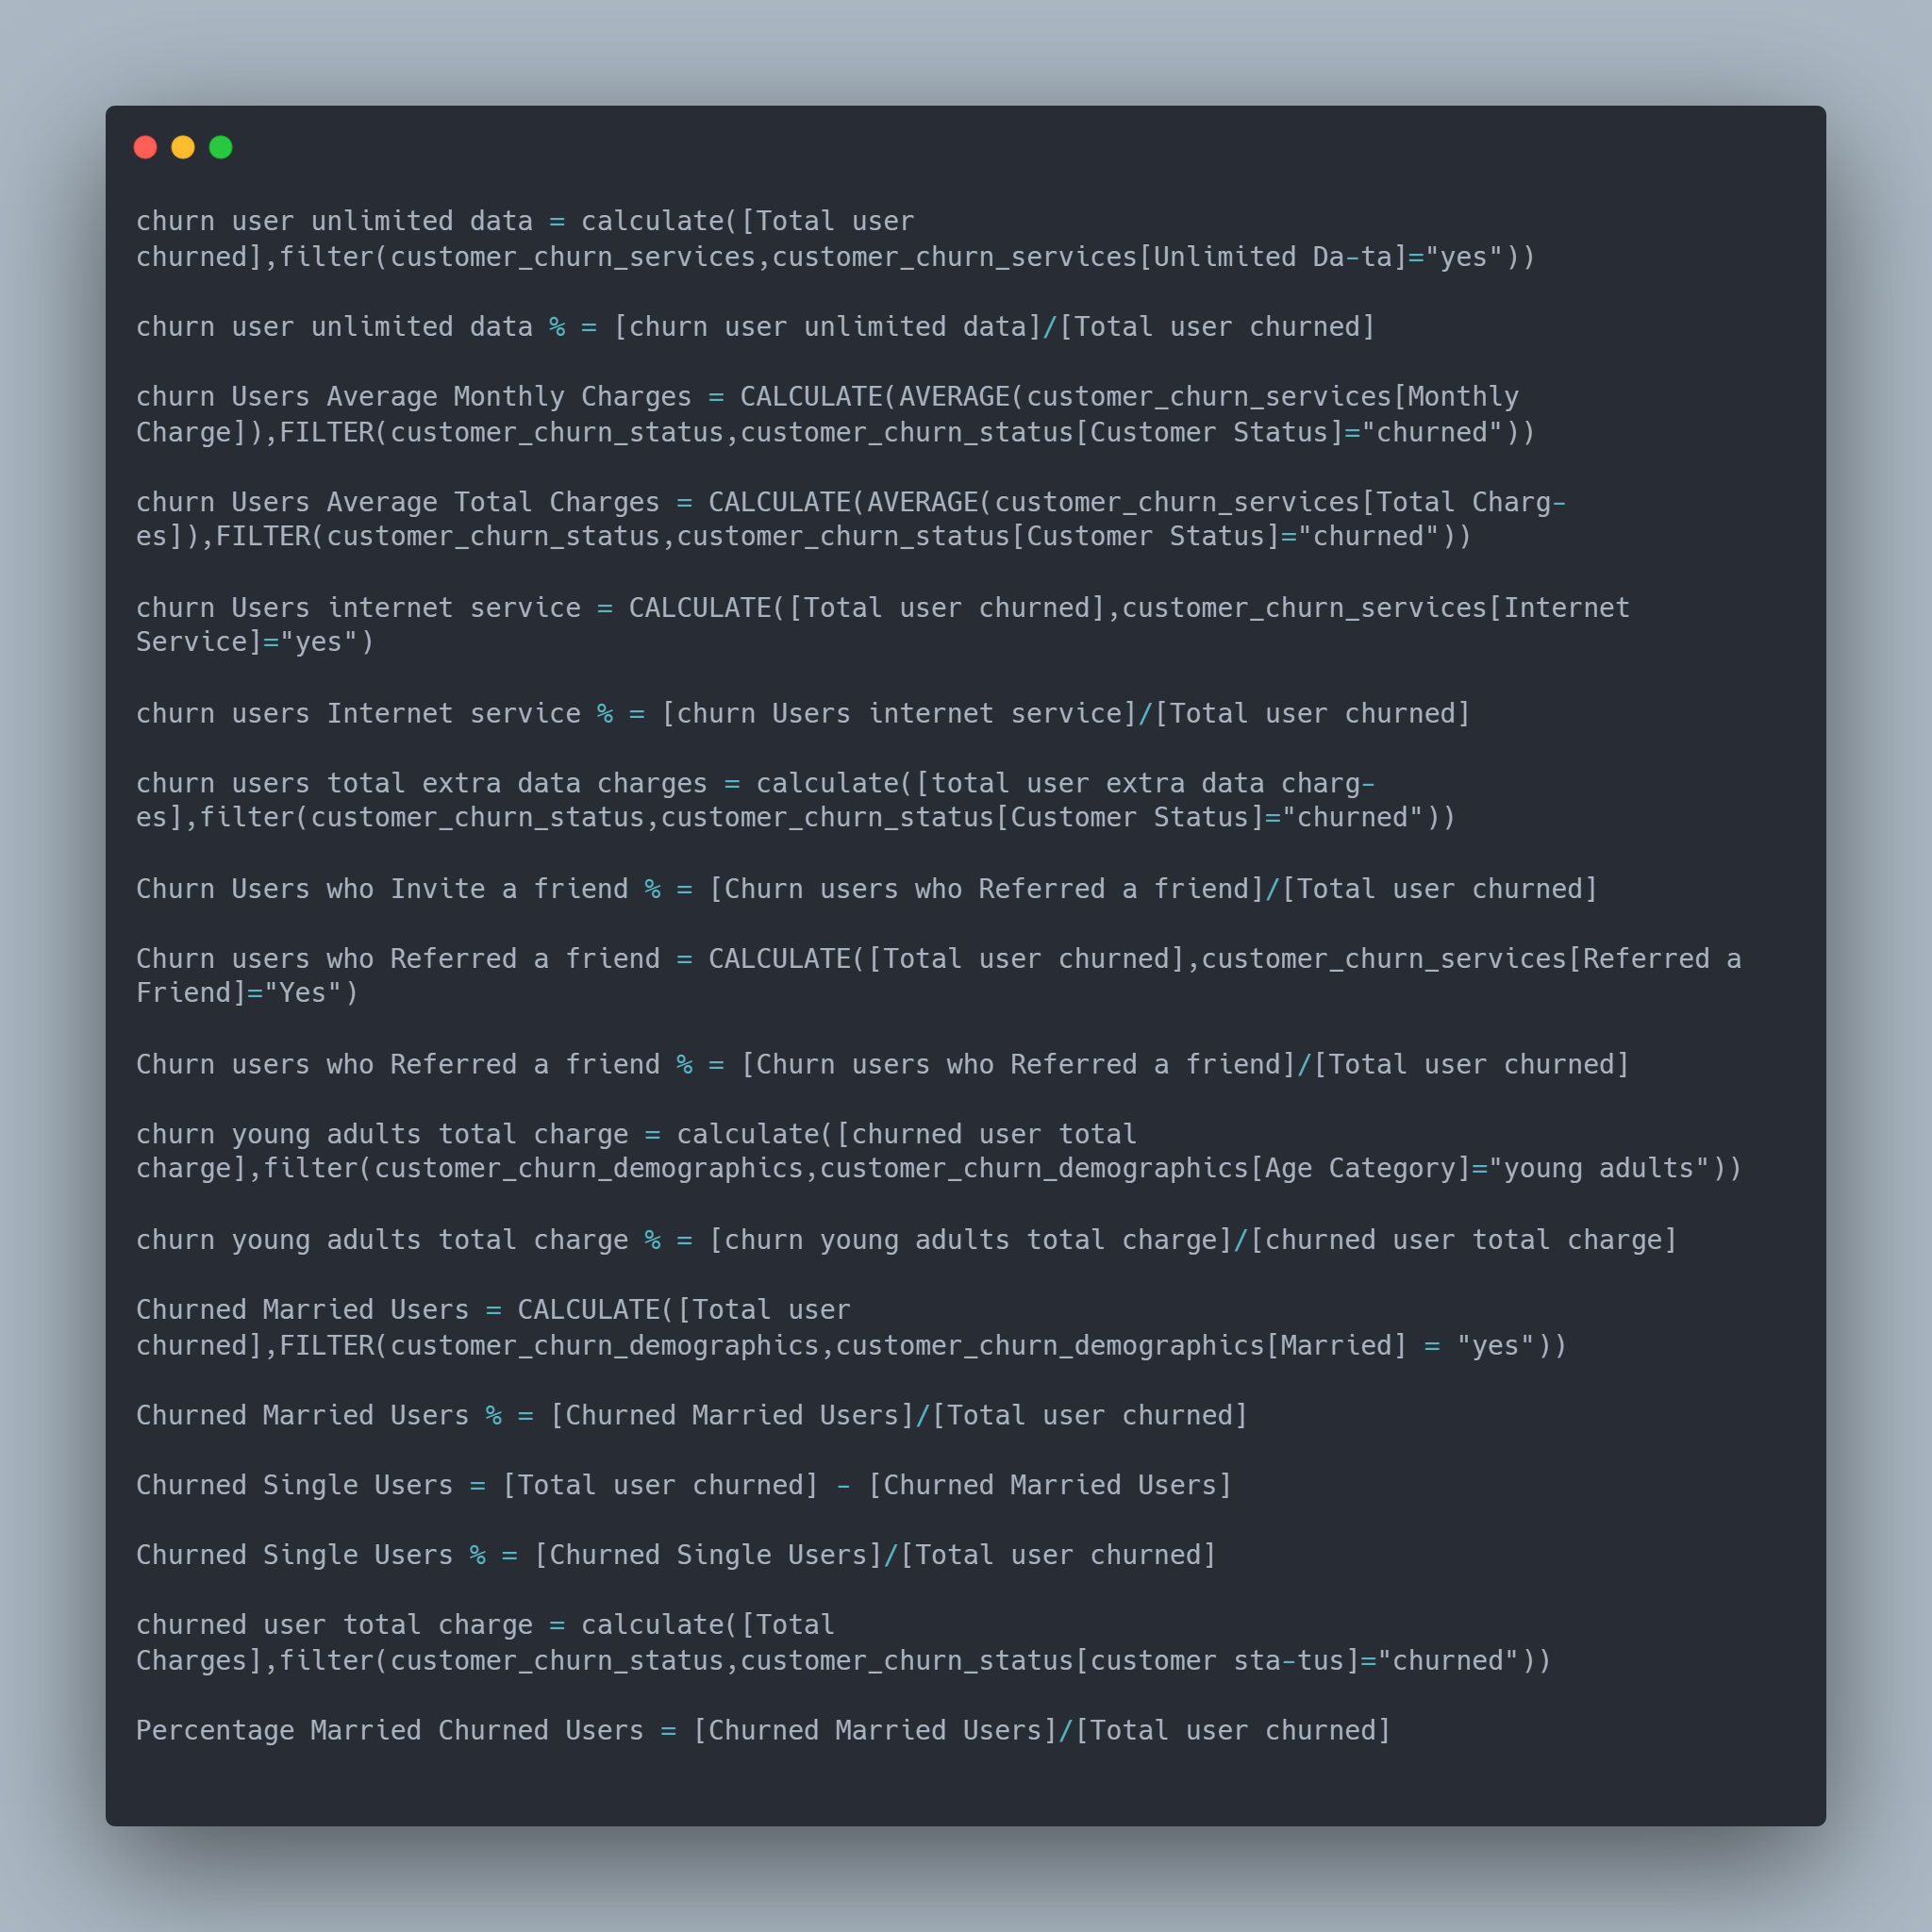 churn user unlimited data = calculate([Total user
churned],filter(customer_churn_services,customer_churn_services[Unlimited Da-ta]="yes"))
churn user unlimited data % = [churn user unlimited data]/[Total user churned]
churn Users Average Monthly Charges = CALCULATE(AVERAGE(customer_churn_services[Monthly
Charge]),FILTER(customer_churn_status,customer_churn_status[Customer Status]="churned"))
churn Users Average Total Charges = CALCULATE(AVERAGE(customer_churn_services[Total Charg-
es]),FILTER(customer_churn_status,customer_churn_status[Customer Status]="churned"))
churn Users internet service = CALCULATE([Total user churned],customer_churn_services[Internet
Service]="yes")
churn users Internet service % = [churn Users internet service]/[Total user churned]
churn users total extra data charges = calculate([total user extra data charg-
es],filter(customer_churn_status,customer_churn_status[Customer Status]="churned"))
Churn Users who Invite a friend % = [Churn users who Referred a friend]/[Total user churned]
Churn users who Referred a friend = CALCULATE([Total user churned],customer_churn_services[Referred a
Friend]="Yes")
Churn users who Referred a friend % = [Churn users who Referred a friend]/[Total user churned]
churn young adults total charge = calculate([churned user total
charge],filter(customer_churn_demographics,customer_churn_demographics[Age Category]="young adults"))
churn young adults total charge % = [churn young adults total charge]/[churned user total charge]
Churned Married Users = CALCULATE([Total user
churned],FILTER(customer_churn_demographics,customer_churn_demographics[Married] = "yes"))
Churned Married Users % = [Churned Married Users]/[Total user churned]
Churned Single Users = [Total user churned] - [Churned Married Users]
Churned Single Users % = [Churned Single Users]/[Total user churned]
churned user total charge = calculate([Total
Charges],filter(customer_churn_status,customer_churn_status[customer sta-tus]="churned"))
Percentage Married Churned Users = [Churned Married Users]/[Total user churned]